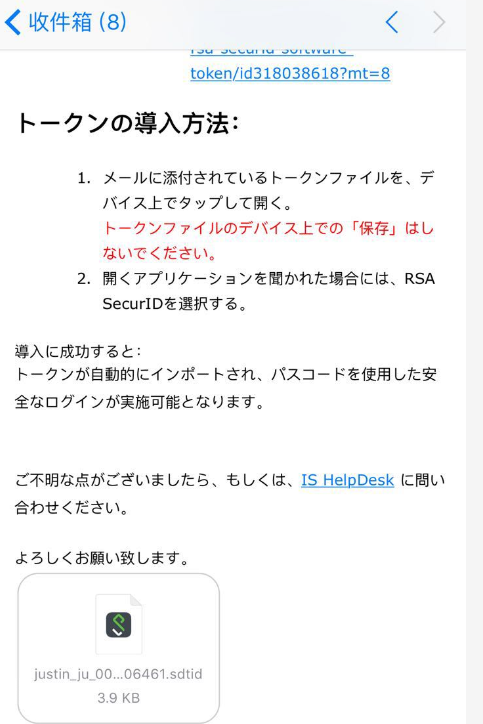 收件箱 (8)
rsa-securid-software-
token/id318038618?mt=8
トークンの導入方法:
1. メールに添付されているトークンファイルを、デ
バイス上でタップして開く。
トークンファイルのデバイス上での「保存」はし
ないでください。
2. 開くアプリケーションを聞かれた場合には、RSA
SecurIDを選択する。
導入に成功すると:
トークンが自動的にインポートされ、パスコードを使用した安
全なログインが実施可能となります。
ご不明な点がございましたら、もしくは、IS HelpDesk に問い
合わせください。
よろしくお願い致します。
justin_ju_00...06461.sdtid
3.9 KB